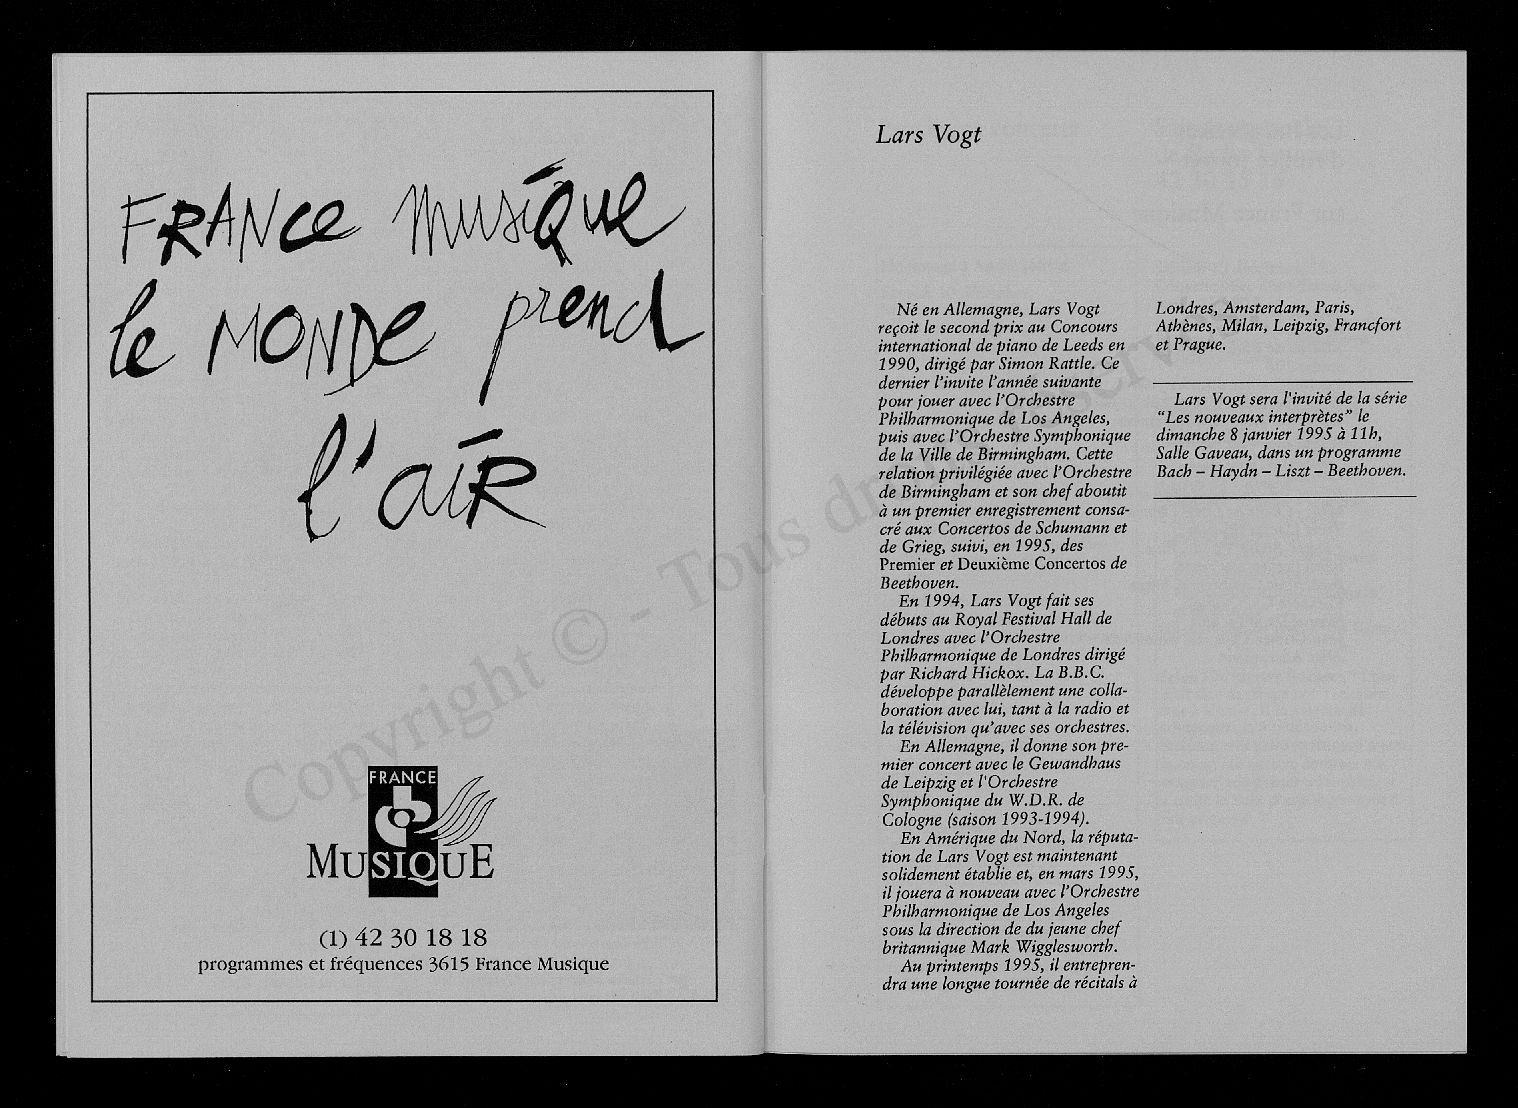 FRANCE musique
le MONDE prend
l'aiR
FRANCE
MUSIQUE
(1) 42 30 18 18
programmes et fréquences 3615 France Musique
Lars Vogt
Né en Allemagne, Lars Vogt
reçoit le second prix au Concours
international de piano de Leeds en
1990, dirigé par Simon Rattle. Ce
dernier l'invite l'année suivante
pour jouer avec l'Orchestre
Philharmonique de Los Angeles,
puis avec l'Orchestre Symphonique
de la Ville de Birmingham. Cette
relation privilégiée avec l'Orchestre
de Birmingham et son chef aboutit
à un premier enregistrement consa-
cré aux Concertos de Schumann et
de Grieg, suivi, en 1995, des
Premier et Deuxième Concertos de
Beethoven.
En 1994, Lars Vogt fait ses
débuts au Royal Festival Hall de
Londres avec l'Orchestre
Philharmonique de Londres dirigé
par Richard Hickox. La B.B.C.
développe parallèlement une colla-
boration avec lui, tant à la radio et
la télévision qu'avec ses orchestres.
En Allemagne, il donne son pre-
mier concert avec le Gewandhaus
de Leipzig et l'Orchestre
Symphonique du W.D.R. de
Cologne (saison 1993-1994).
En Amérique du Nord, la réputa-
tion de Lars Vogt est maintenant
solidement établie et, en mars 1995,
il jouera à nouveau avec l'Orchestre
Philharmonique de Los Angeles
sous la direction de du jeune chef
britannique Mark Wigglesworth.
Au printemps 1995, il entrepren-
dra une longue tournée de récitals à
Londres, Amsterdam, Paris,
Athènes, Milan, Leipzig, Francfort
et Prague.
Lars Vogt sera l'invité de la série
"Les nouveaux interprètes" le
dimanche 8 janvier 1995 à 11h,
Salle Gaveau, dans un programme
Bach – Haydn – Liszt – Beethoven.
Copyright © - Tous